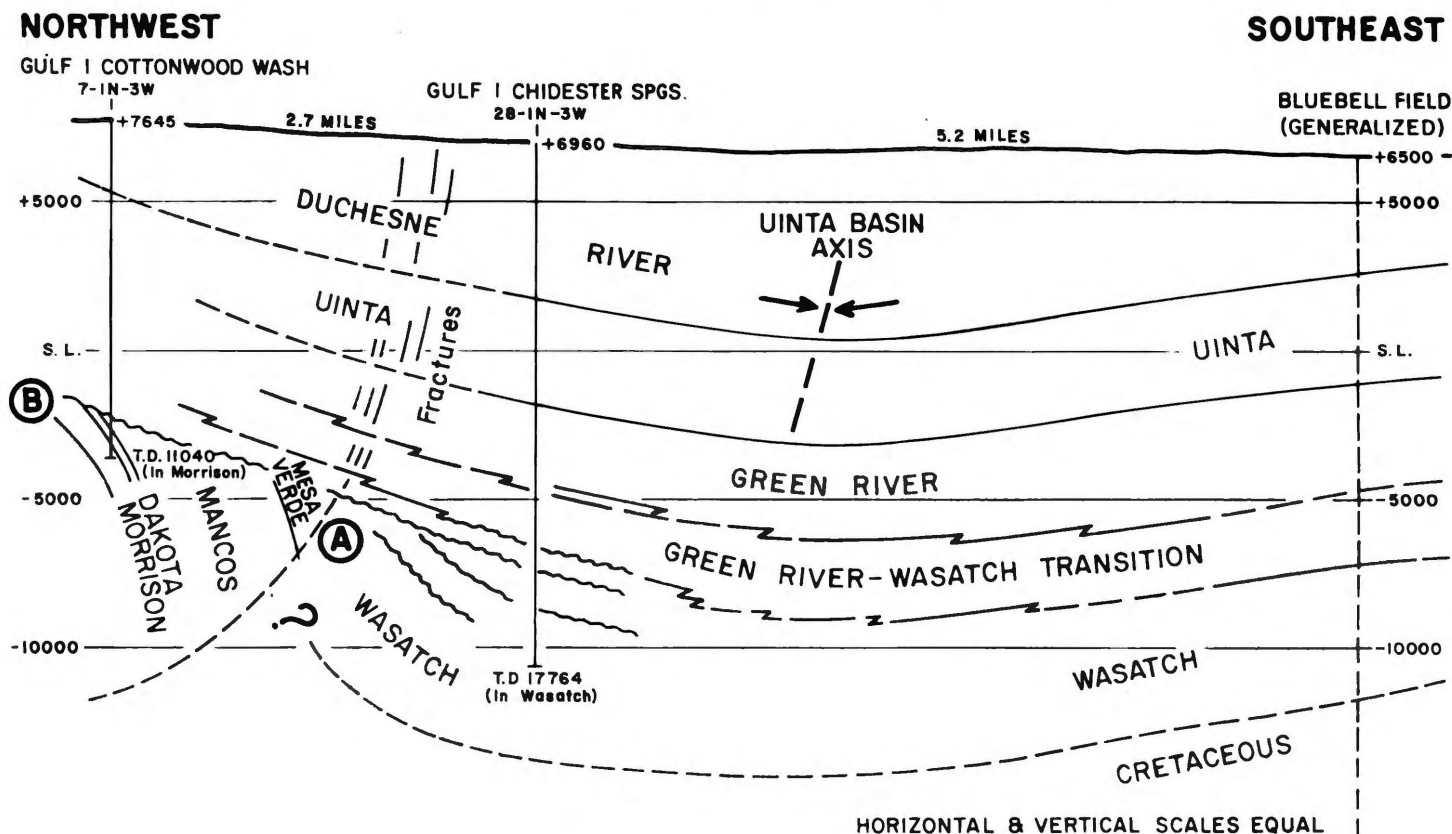 NORTHWEST
SOUTHEAST
GULF 1 COTTONWOOD WASH
7-1N-3W
GULF 1 CHIDESTER SPGS.
28-1N-3W
BLUEBELL FIELD
(GENERALIZED)
+7645
2.7 MILES
+6960
5.2 MILES
+6500
+5000
+5000
DUCHESNE
RIVER
UINTA BASIN
AXIS
UINTA
Fractures
UINTA
S.L.
S.L.
B
T.D. 11040
(In Morrison)
MESA
VERDE
GREEN RIVER
-5000
-5000
DAKOTA
MORRISON
MANCOS
A
GREEN RIVER-WASATCH TRANSITION
?
WASATCH
-10000
-10000
T.D 17764
(In Wasatch)
WASATCH
CRETACEOUS
HORIZONTAL & VERTICAL SCALES EQUAL